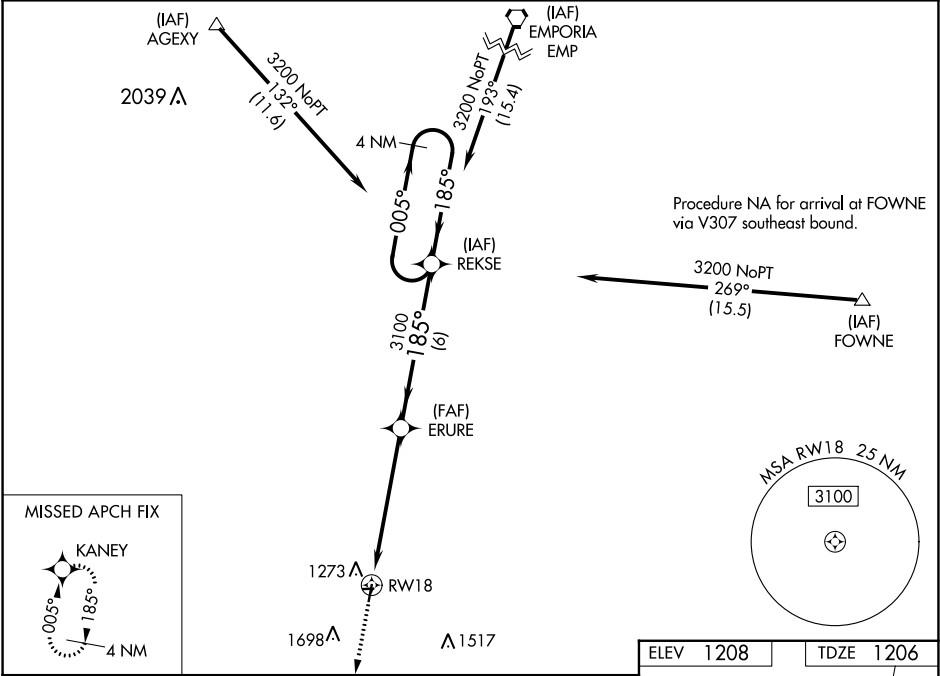 (IAF)
AGEXY
3200 NoPT
132°
(11.6)
2039
(IAF)
EMPORIA
EMP
3200 NoPT
193°
(15.4)
4 NM
005°
185°
(IAF)
REKSE
Procedure NA for arrival at FOWNE
via V307 southeast bound.
3200 NoPT
269°
(15.5)
(IAF)
FOWNE
3100
185°
(6)
(FAF)
ERURE
MSA RW18 25 NM
3100
MISSED APCH FIX
KANEY
005°
185°
4 NM
1273
RW18
1698
1517
ELEV 1208
TDZE 1206